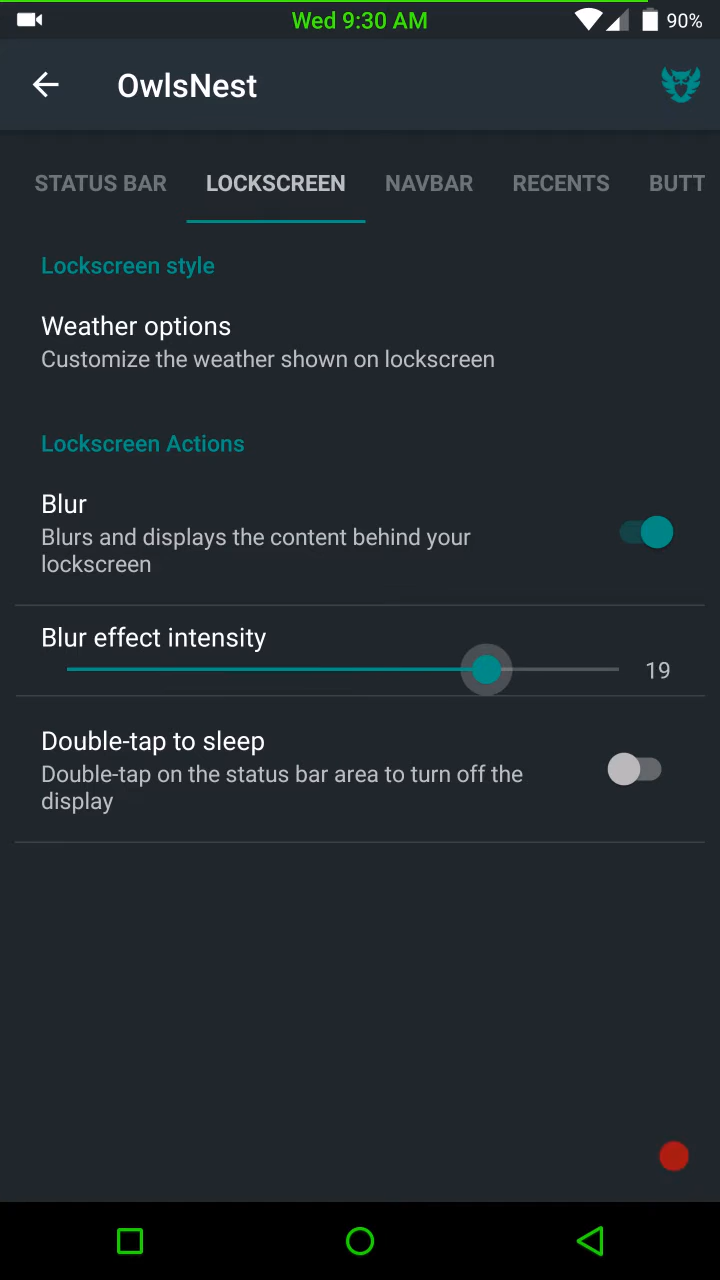 Wed 9:30 AM
90%
OwlsNest
STATUS BAR LOCKSCREEN NAVBAR RECENTS BUTT
Lockscreen style
Weather options
Customize the weather shown on lockscreen
Lockscreen Actions
Blur
Blurs and displays the content behind your
lockscreen
Blur effect intensity
19
Double-tap to sleep
Double-tap on the status bar area to turn off the
display